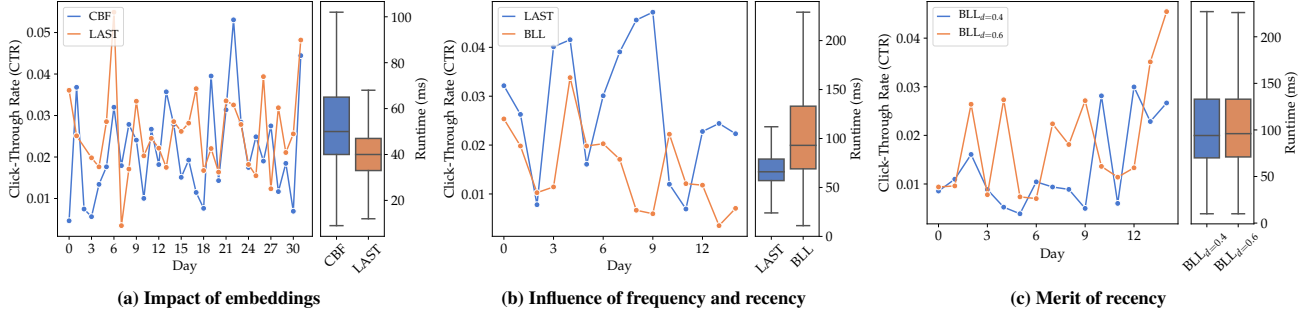 Click-Through Rate (CTR)
0.05
0.04
0.03
0.02
0.01
CBF
LAST
0 3 6 9 12 15 18 21 24 27 30
Day
100
80
60
40
20
Runtime (ms)
CBF
LAST
(a) Impact of embeddings
Click-Through Rate (CTR)
0.04
0.03
0.02
0.01
LAST
BLL
0 3 6 9 12
Day
200
150
100
50
0
Runtime (ms)
LAST
BLL
(b) Influence of frequency and recency
Click-Through Rate (CTR)
0.04
0.03
0.02
0.01
BLL_{d=0.4}
BLL_{d=0.6}
0 3 6 9 12
Day
200
150
100
50
0
Runtime (ms)
BLL_{d=0.4}
BLL_{d=0.6}
(c) Merit of recency